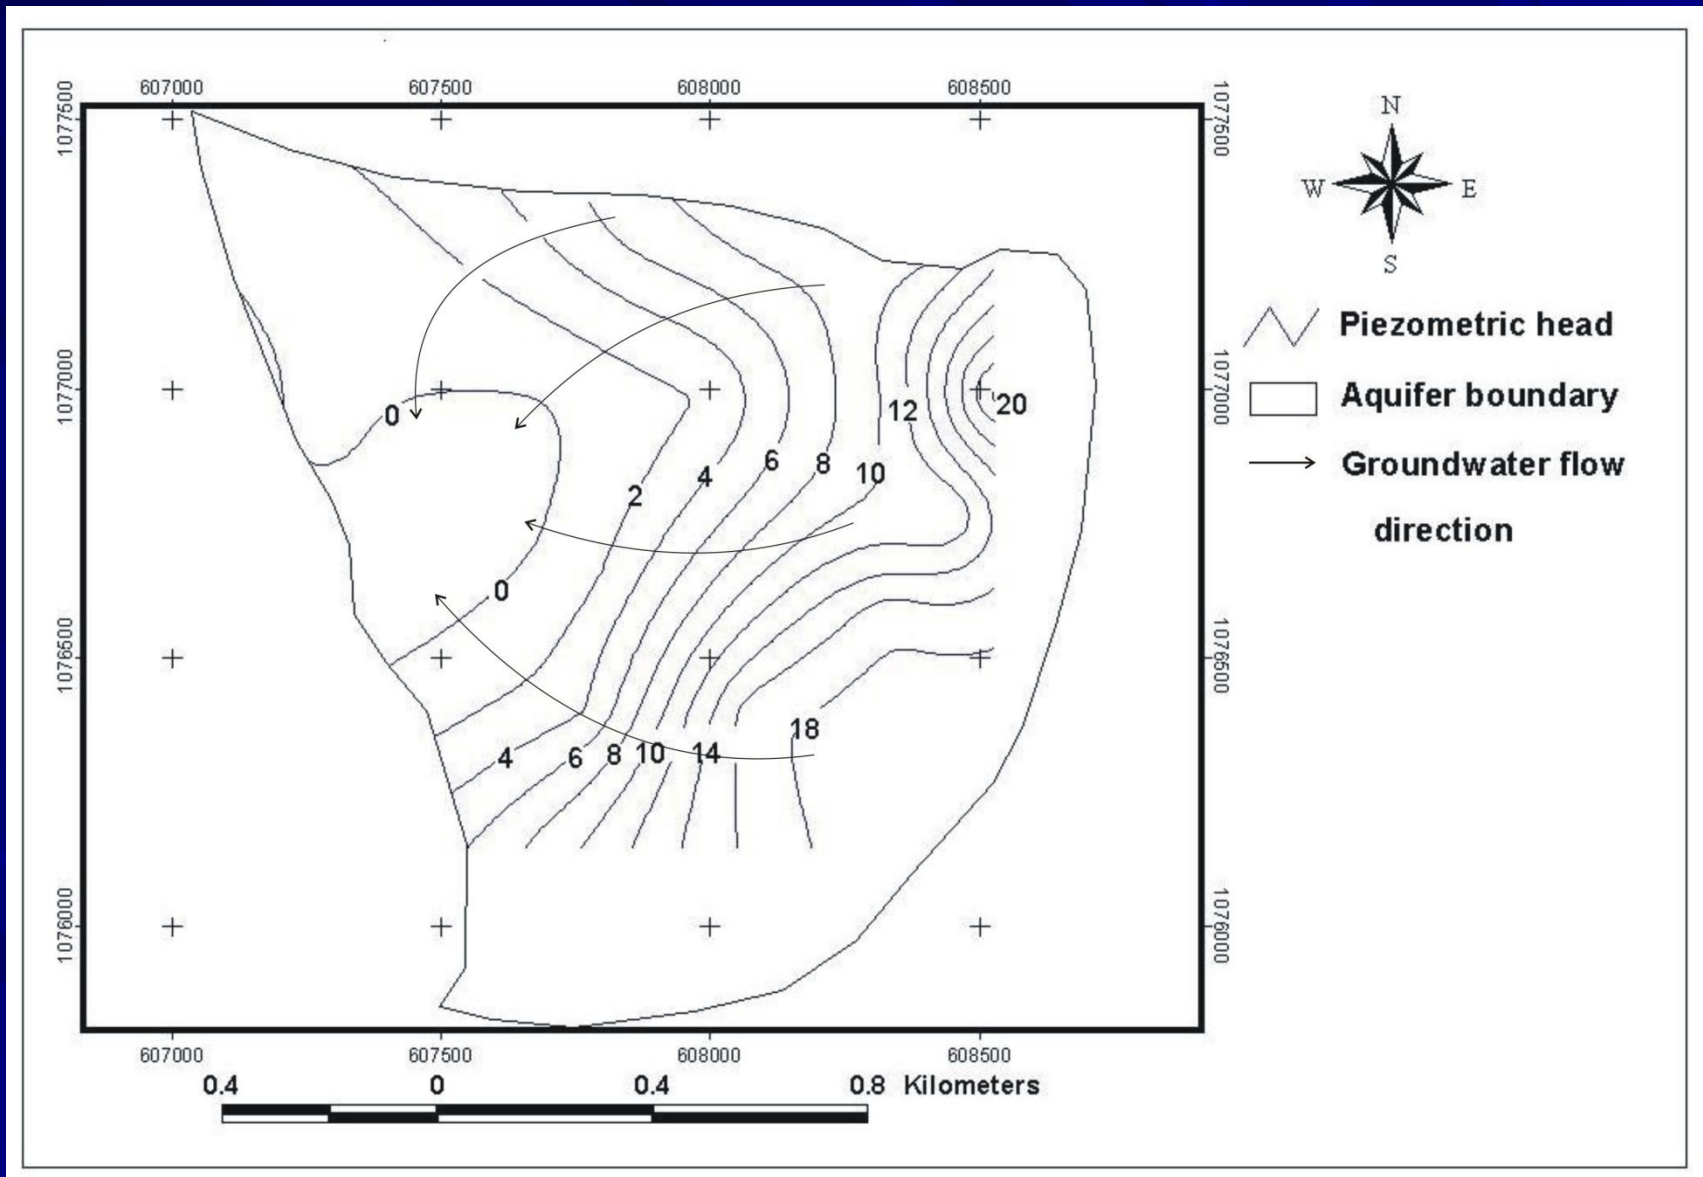 607000 607500 608000 608500
1077500 1077500
N
W E
S
Piezometric head
1077000 1077000
Aquifer boundary
0 12 20
6 8 10
Groundwater flow
4
2
direction
0
1076500 1076500
18
4 6 8 10 14
1076000 1076000
607000 607500 608000 608500
0.4 0 0.4 0.8 Kilometers